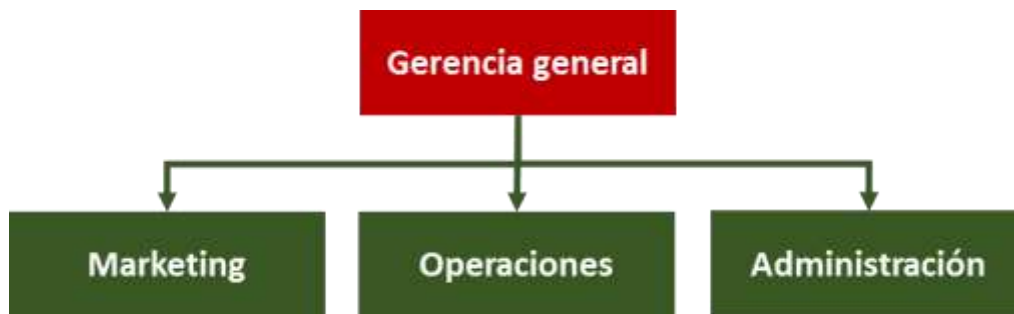 Gerencia general
Marketing
Operaciones
Administración